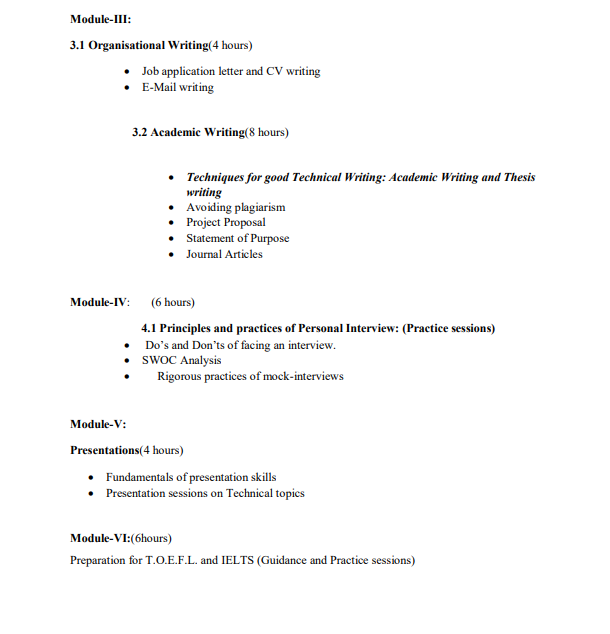 Module-III:
3.1 Organisational Writing(4 hours)
• Job application letter and CV writing
• E-Mail writing
3.2 Academic Writing(8 hours)
• Techniques for good Technical Writing: Academic Writing and Thesis
writing
• Avoiding plagiarism
• Project Proposal
• Statement of Purpose
• Journal Articles
Module-IV: (6 hours)
4.1 Principles and practices of Personal Interview: (Practice sessions)
• Do’s and Don’ts of facing an interview.
• SWOC Analysis
• Rigorous practices of mock-interviews
Module-V:
Presentations(4 hours)
• Fundamentals of presentation skills
• Presentation sessions on Technical topics
Module-VI:(6hours)
Preparation for T.O.E.F.L. and IELTS (Guidance and Practice sessions)